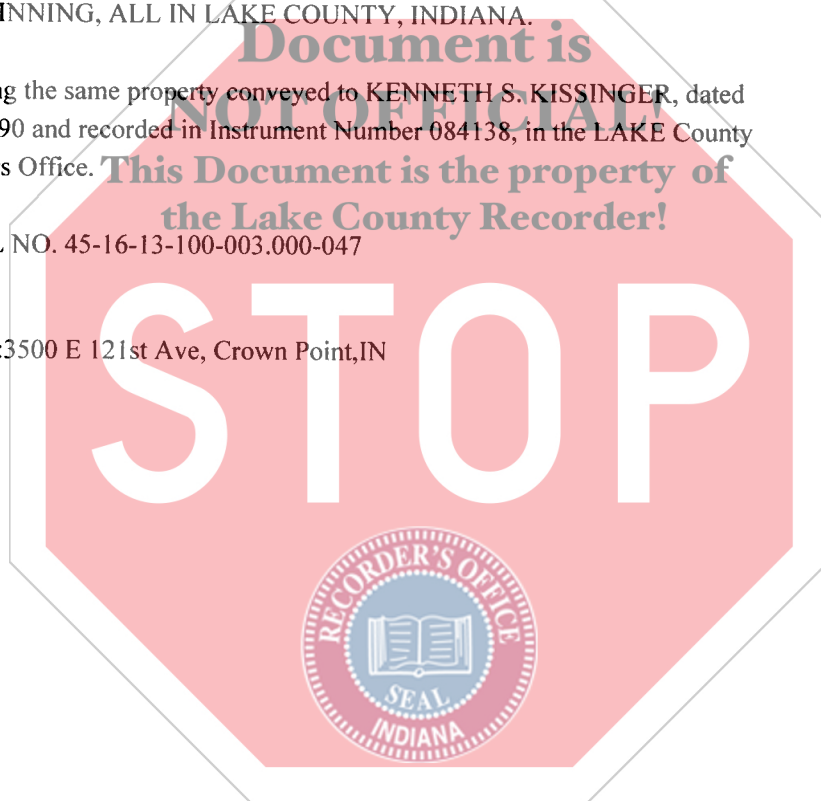 INNING, ALL IN LAKE COUNTY, INDIANA.
Document is
ng the same property conveyed to KENNETH S. KISSINGER, dated
NOT OFFICIAL!
90 and recorded in Instrument Number 084138, in the LAKE County
s Office.
This Document is the property of
the Lake County Recorder!
NO. 45-16-13-100-003.000-047
:3500 E 121st Ave, Crown Point,IN
STOP
RECORDER'S OFFICE
SEAL
INDIANA